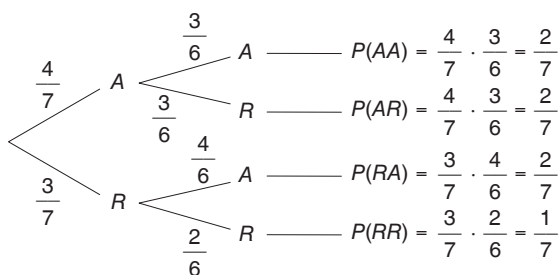 3/6 A P(AA) = 4/7 · 3/6 = 2/7
4/7 A
3/6 R P(AR) = 4/7 · 3/6 = 2/7
4/6 A P(RA) = 3/7 · 4/6 = 2/7
3/7 R
2/6 R P(RR) = 3/7 · 2/6 = 1/7